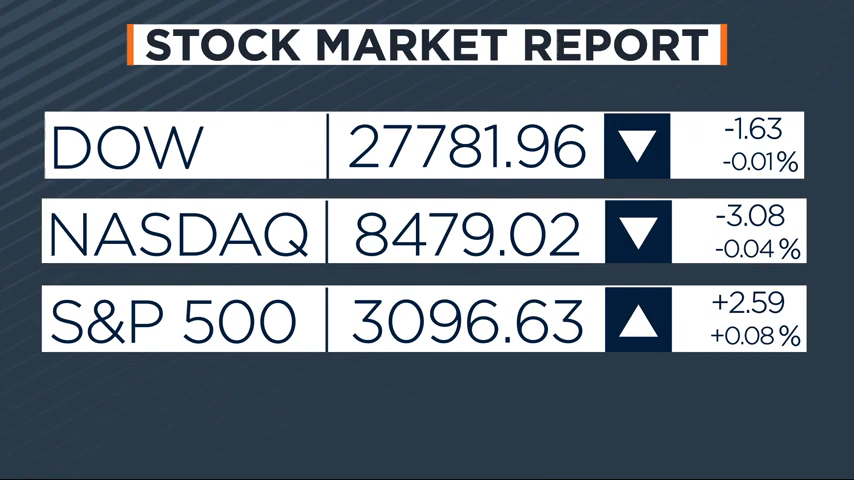 STOCK MARKET REPORT
DOW 27781.96 ▼ -1.63
-0.01%
NASDAQ 8479.02 ▼ -3.08
-0.04%
S&P 500 3096.63 ▲ +2.59
+0.08%